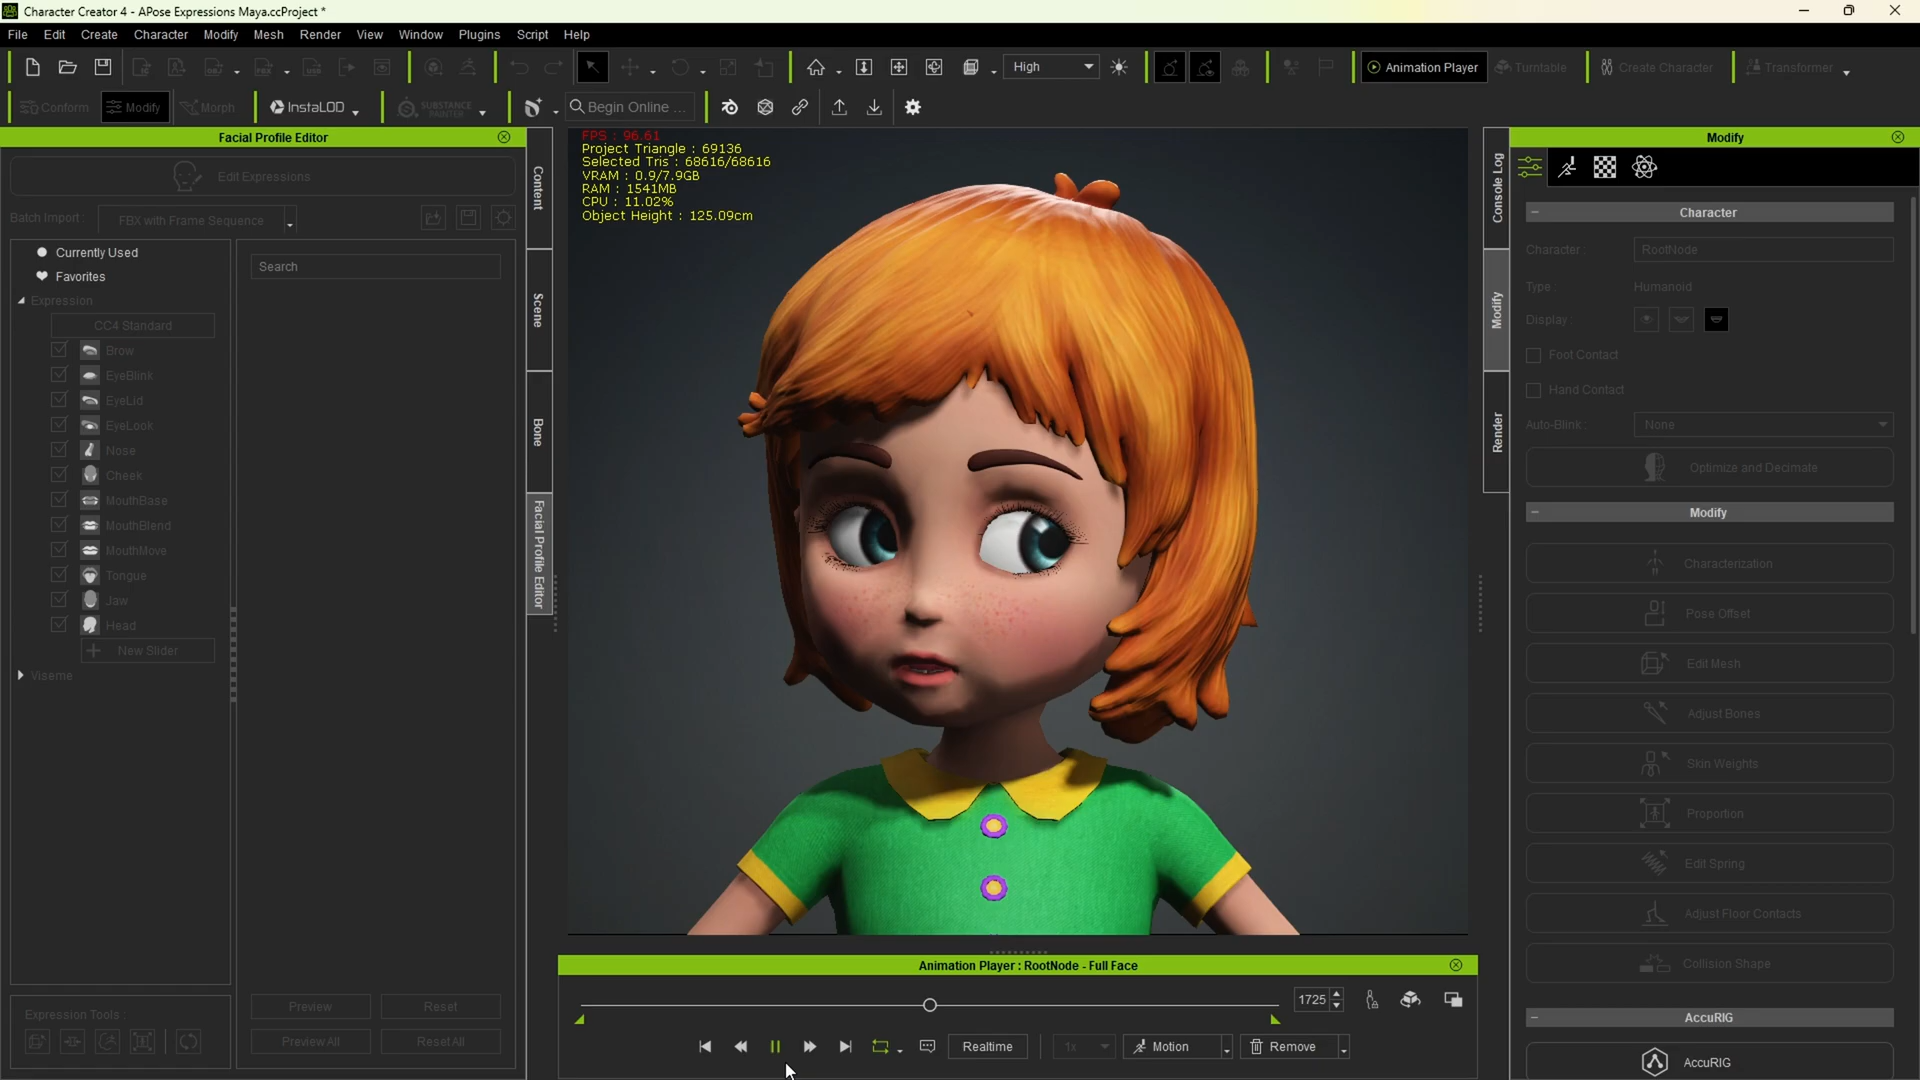 Character Creator 4 - APose Expressions Maya.ccProject *
File Edit Create Character Modify Mesh Render View Window Plugins Script Help
High
Animation Player
Turntable
Create Character
Transformer
Conform
Modify
Morph
InstaLOD
SUBSTANCE PAINTER
Begin Online ...
Facial Profile Editor
Edit Expressions
Batch Import :
FBX with Frame Sequence
Currently Used
Favorites
Expression
CC4 Standard
Brow
EyeBlink
EyeLid
EyeLook
Nose
Cheek
MouthBase
MouthBlend
MouthMove
Tongue
Jaw
Head
New Slider
Viseme
Search
Expression Tools :
Preview
Reset
Preview All
Reset All
Content
Scene
Bone
Facial Profile Editor
FPS : 96.61
Project Triangle : 69136
Selected Tris : 68616/68616
VRAM : 0.9/7.9GB
RAM : 1541MB
CPU : 11.02%
Object Height : 125.09cm
Animation Player : RootNode - Full Face
1725
Realtime
1x
Motion
Remove
Console Log
Modify
Render
Modify
Character
Character :
RootNode
Type :
Humanoid
Display :
Foot Contact
Hand Contact
Auto-Blink :
None
Optimize and Decimate
Modify
Characterization
Pose Offset
Edit Mesh
Adjust Bones
Skin Weights
Proportion
Edit Spring
Adjust Floor Contacts
Collision Shape
AccuRIG
AccuRIG